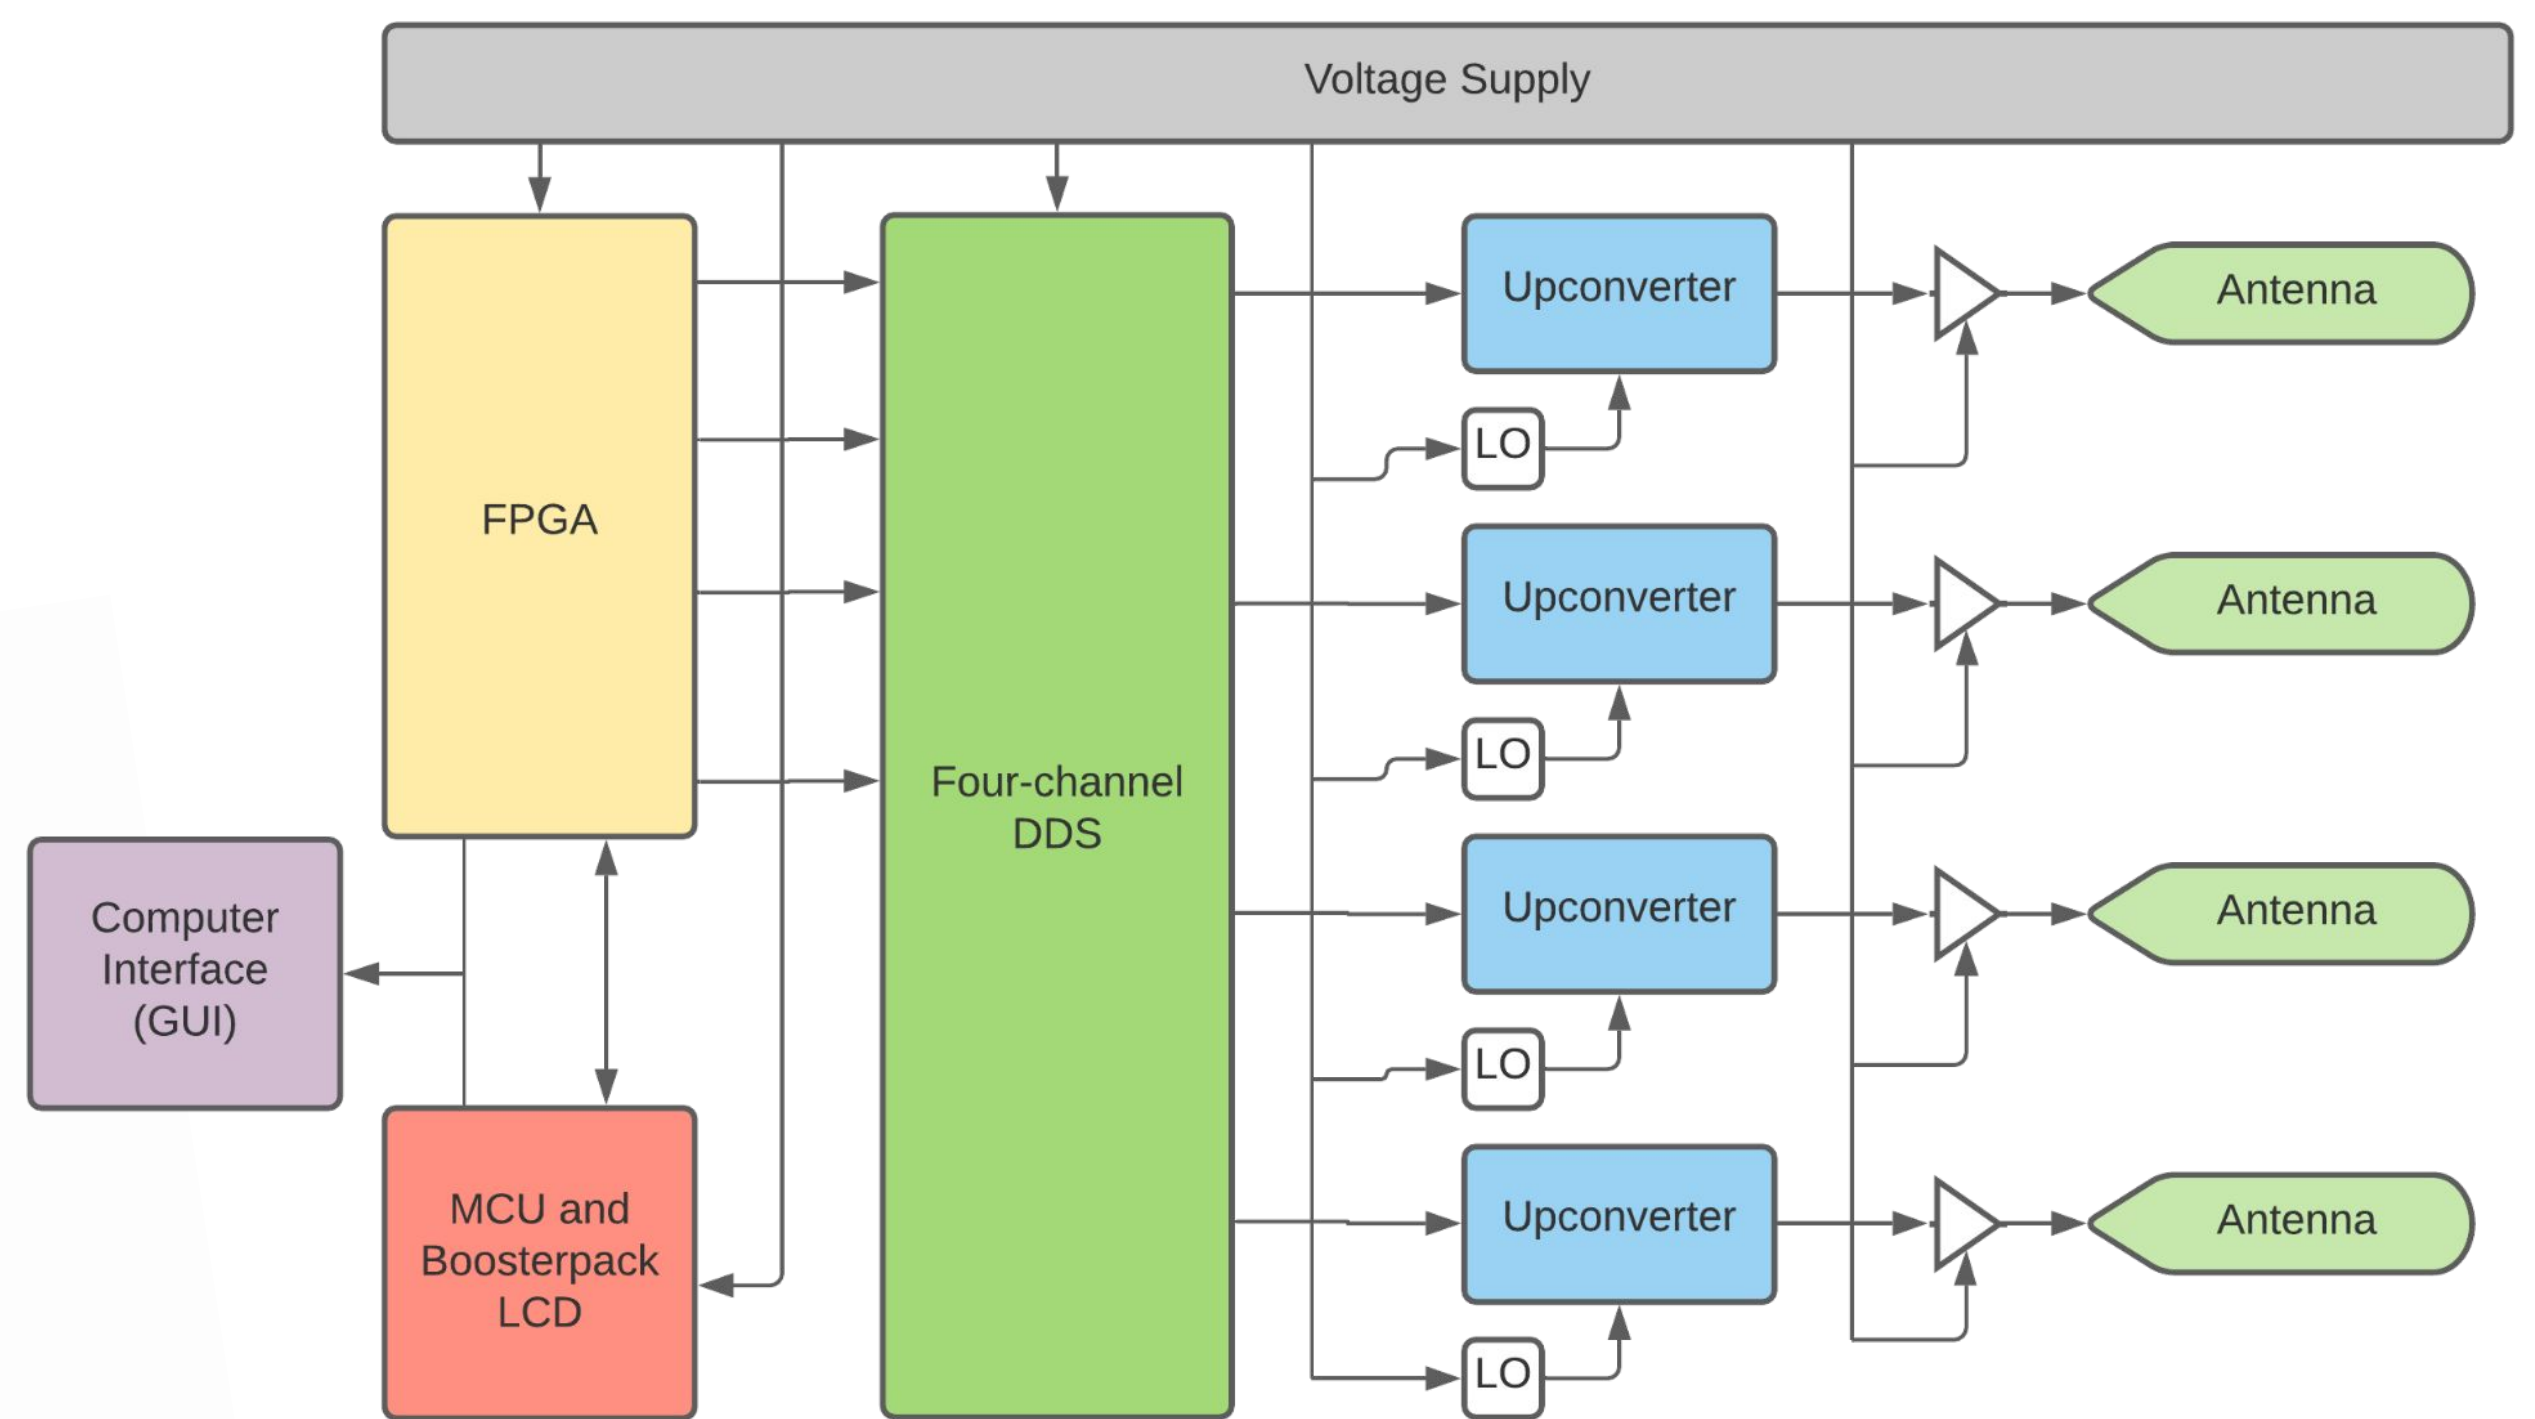 Voltage Supply
FPGA
Four-channel
DDS
Computer
Interface
(GUI)
MCU and
Boosterpack
LCD
Upconverter
LO
Antenna
Upconverter
LO
Antenna
Upconverter
LO
Antenna
Upconverter
LO
Antenna